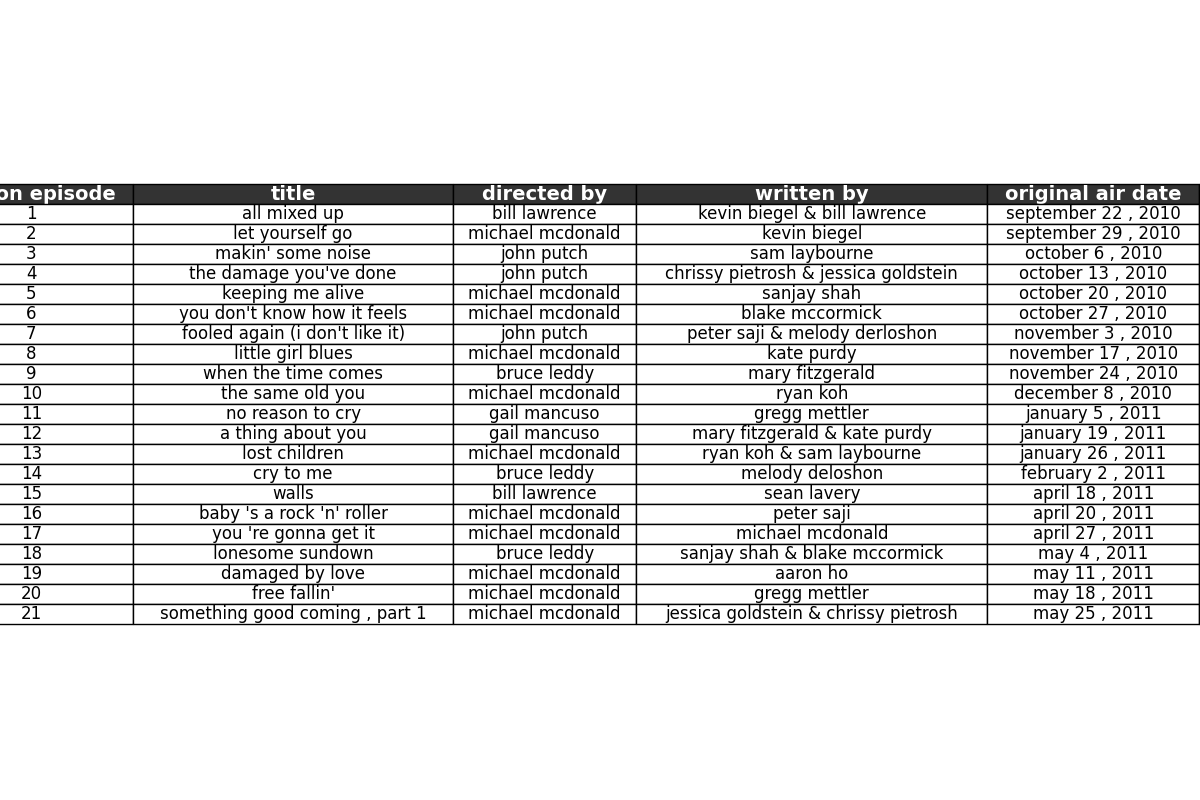 on episode title directed by written by original air date
1 all mixed up bill lawrence kevin biegel & bill lawrence september 22 , 2010
2 let yourself go michael mcdonald kevin biegel september 29 , 2010
3 makin' some noise john putch sam laybourne october 6 , 2010
4 the damage you've done john putch chrissy pietrosh & jessica goldstein october 13 , 2010
5 keeping me alive michael mcdonald sanjay shah october 20 , 2010
6 you don't know how it feels michael mcdonald blake mccormick october 27 , 2010
7 fooled again (i don't like it) john putch peter saji & melody derloshon november 3 , 2010
8 little girl blues michael mcdonald kate purdy november 17 , 2010
9 when the time comes bruce leddy mary fitzgerald november 24 , 2010
10 the same old you michael mcdonald ryan koh december 8 , 2010
11 no reason to cry gail mancuso gregg mettler january 5 , 2011
12 a thing about you gail mancuso mary fitzgerald & kate purdy january 19 , 2011
13 lost children michael mcdonald ryan koh & sam laybourne january 26 , 2011
14 cry to me bruce leddy melody deloshon february 2 , 2011
15 walls bill lawrence sean lavery april 18 , 2011
16 baby 's a rock 'n' roller michael mcdonald peter saji april 20 , 2011
17 you 're gonna get it michael mcdonald michael mcdonald april 27 , 2011
18 lonesome sundown bruce leddy sanjay shah & blake mccormick may 4 , 2011
19 damaged by love michael mcdonald aaron ho may 11 , 2011
20 free fallin' michael mcdonald gregg mettler may 18 , 2011
21 something good coming , part 1 michael mcdonald jessica goldstein & chrissy pietrosh may 25 , 2011